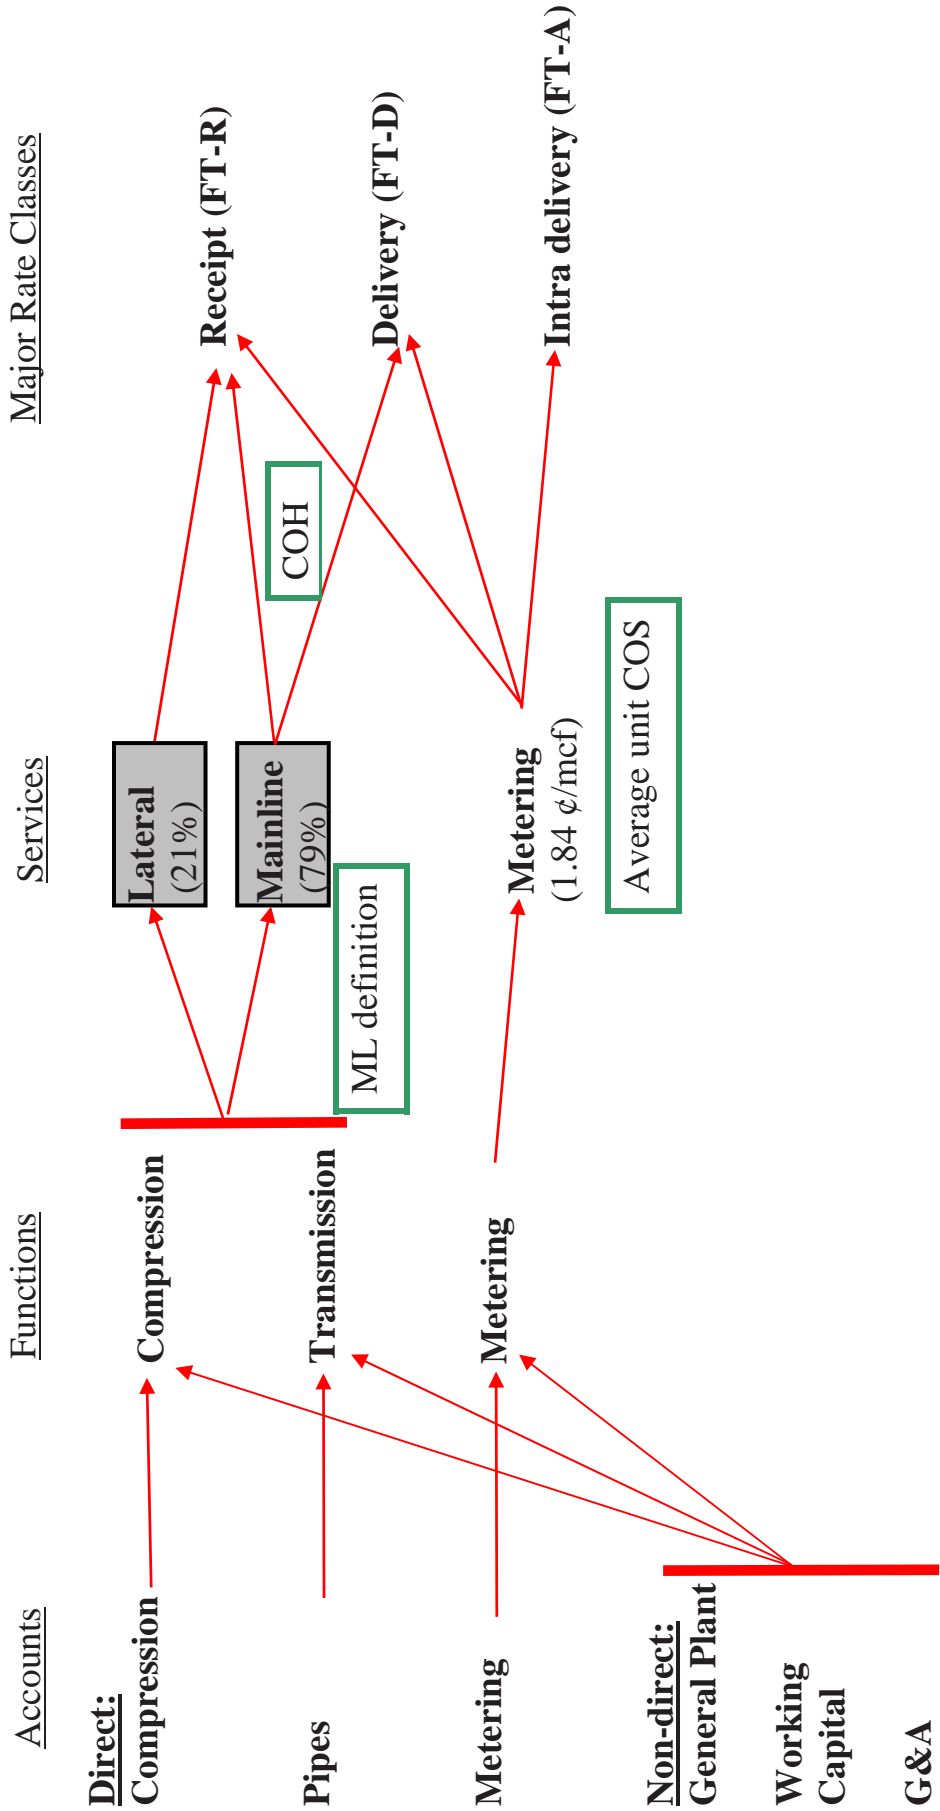 Accounts
Functions
Services
Major Rate Classes
Direct:
Compression
Pipes
Metering
Non-direct:
General Plant
Working
Capital
G&A
Compression
Transmission
Metering
Lateral
(21%)
Mainline
(79%)
ML definition
Metering
(1.84 ¢/mcf)
Average unit COS
COH
Receipt (FT-R)
Delivery (FT-D)
Intra delivery (FT-A)